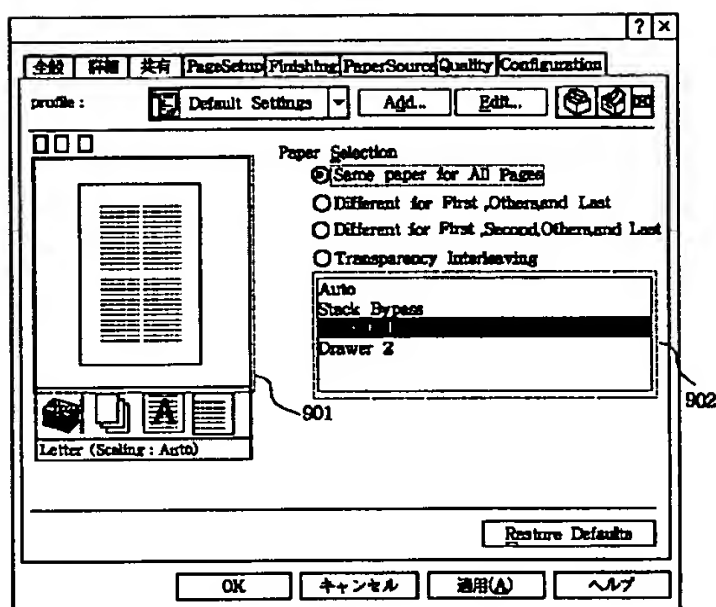 ? ×
全般 詳細 共有 PageSetup Finishing PaperSource Quality Configuration
profile : Default Settings Add... Edit...
Paper Selection
Same paper for All Pages
Different for First ,Others,and Last
Different for First ,Second,Others,and Last
Transparency Interleaving
Auto
Stack Bypass
Drawer 2
A
Letter (Scaling : Auto)
901
902
Restore Defaults
OK キャンセル 適用(A) ヘルプ